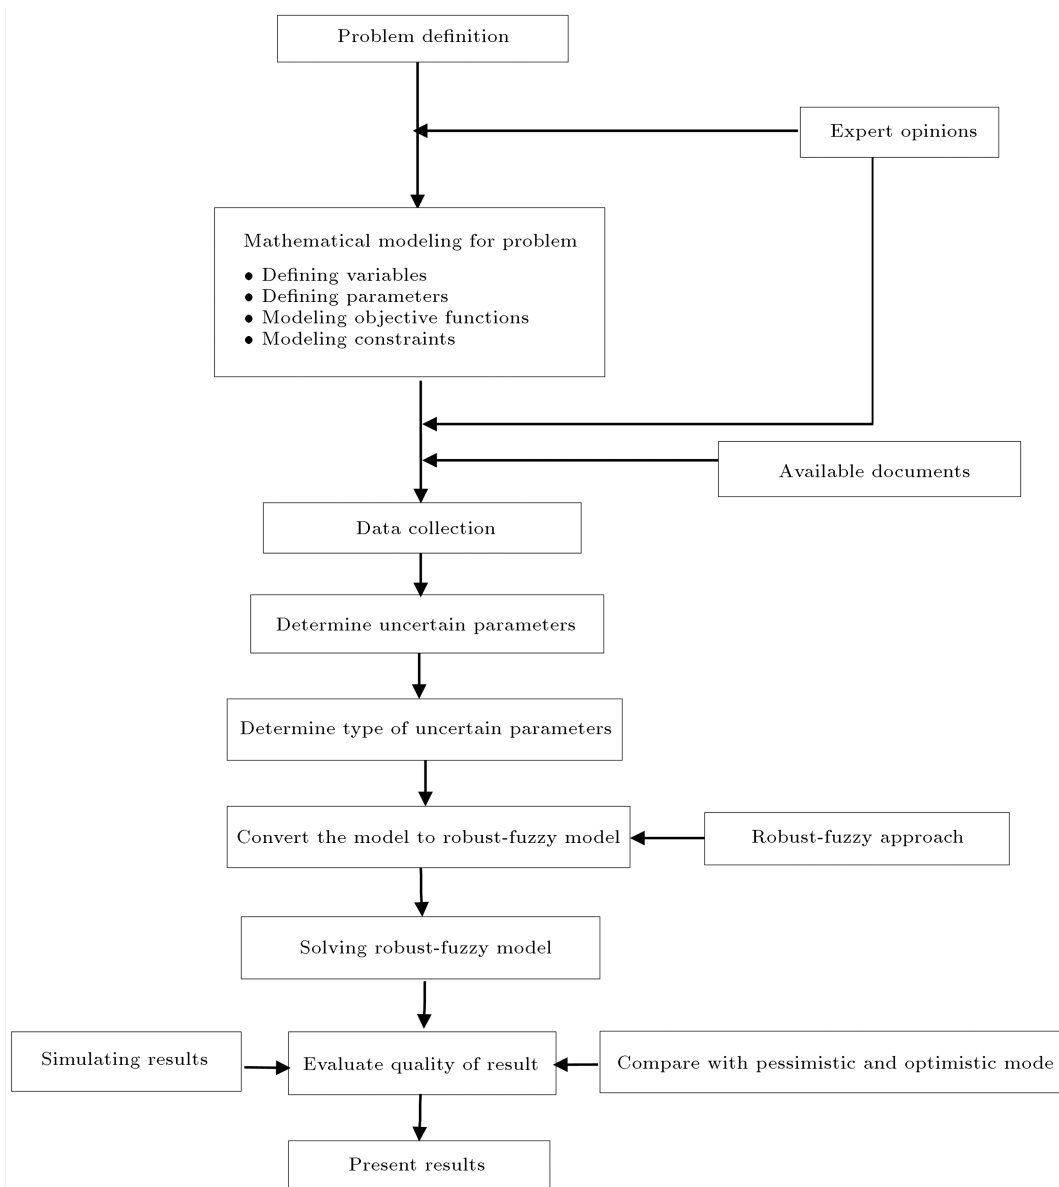 Problem definition
Expert opinions
Mathematical modeling for problem
• Defining variables
• Defining parameters
• Modeling objective functions
• Modeling constraints
Available documents
Data collection
Determine uncertain parameters
Determine type of uncertain parameters
Convert the model to robust-fuzzy model
Robust-fuzzy approach
Solving robust-fuzzy model
Simulating results
Evaluate quality of result
Compare with pessimistic and optimistic mode
Present results